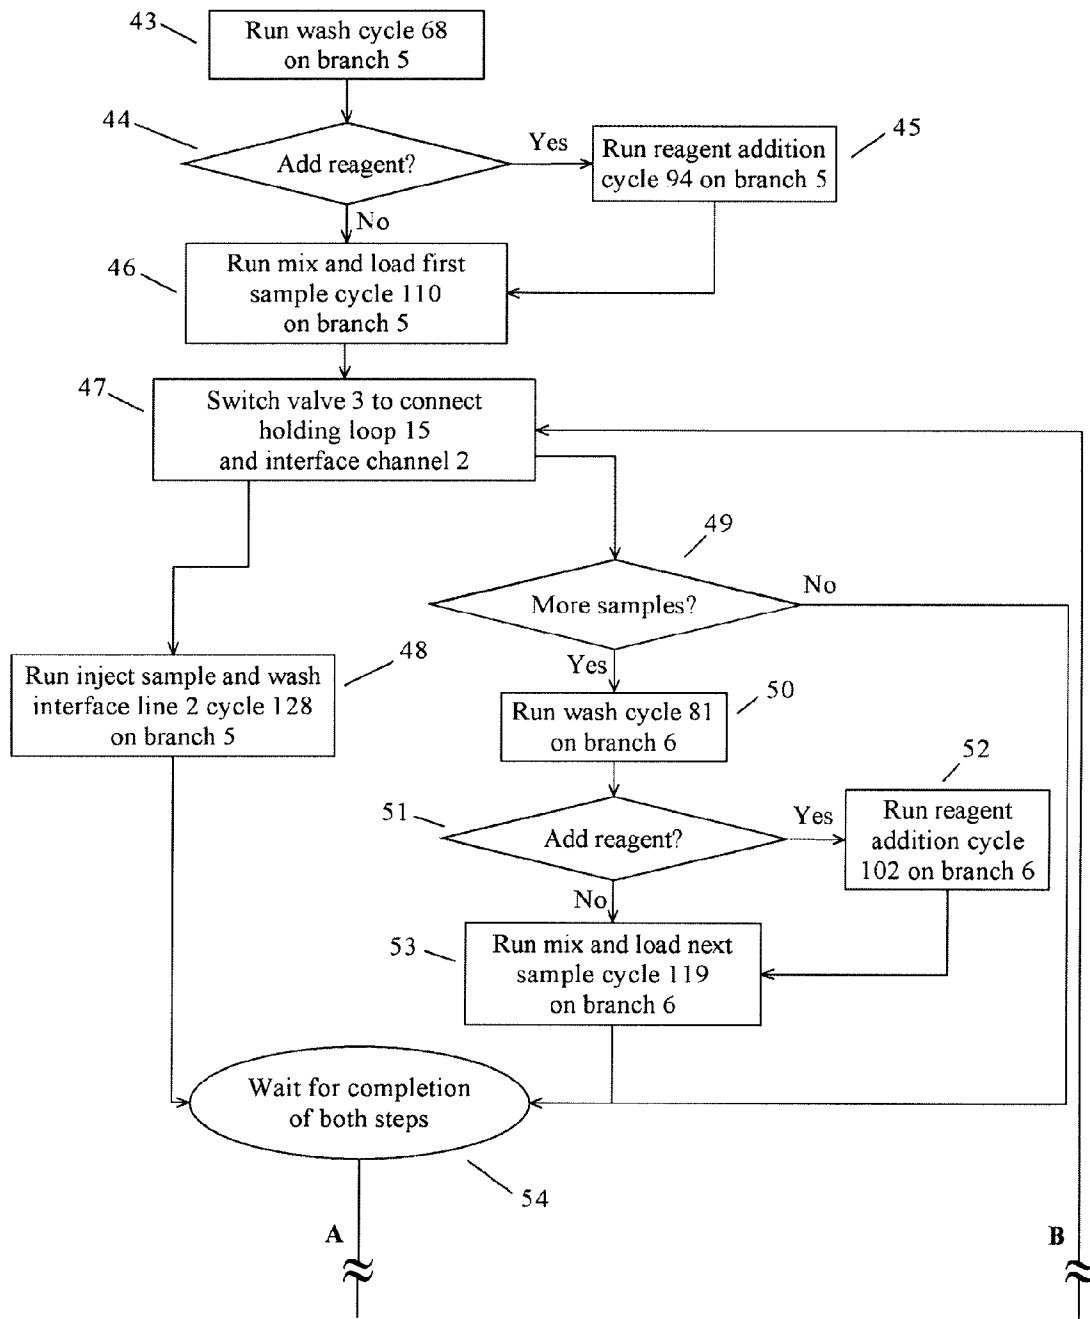 43
Run wash cycle 68
on branch 5
44
Add reagent?
Yes
45
Run reagent addition
cycle 94 on branch 5
No
46
Run mix and load first
sample cycle 110
on branch 5
47
Switch valve 3 to connect
holding loop 15
and interface channel 2
49
More samples?
No
Yes
48
Run inject sample and wash
interface line 2 cycle 128
on branch 5
50
Run wash cycle 81
on branch 6
51
Add reagent?
Yes
52
Run reagent
addition cycle
102 on branch 6
No
53
Run mix and load next
sample cycle 119
on branch 6
Wait for completion
of both steps
54
A
B